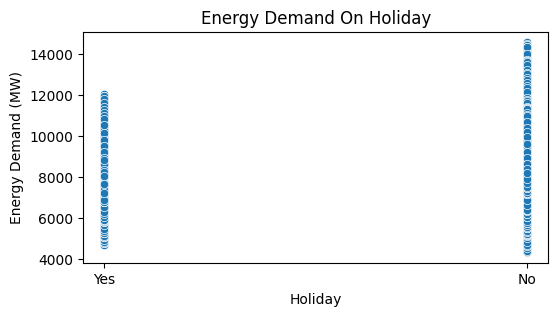 Energy Demand On Holiday
Energy Demand (MW)
14000
12000
10000
8000
6000
4000
Yes
No
Holiday